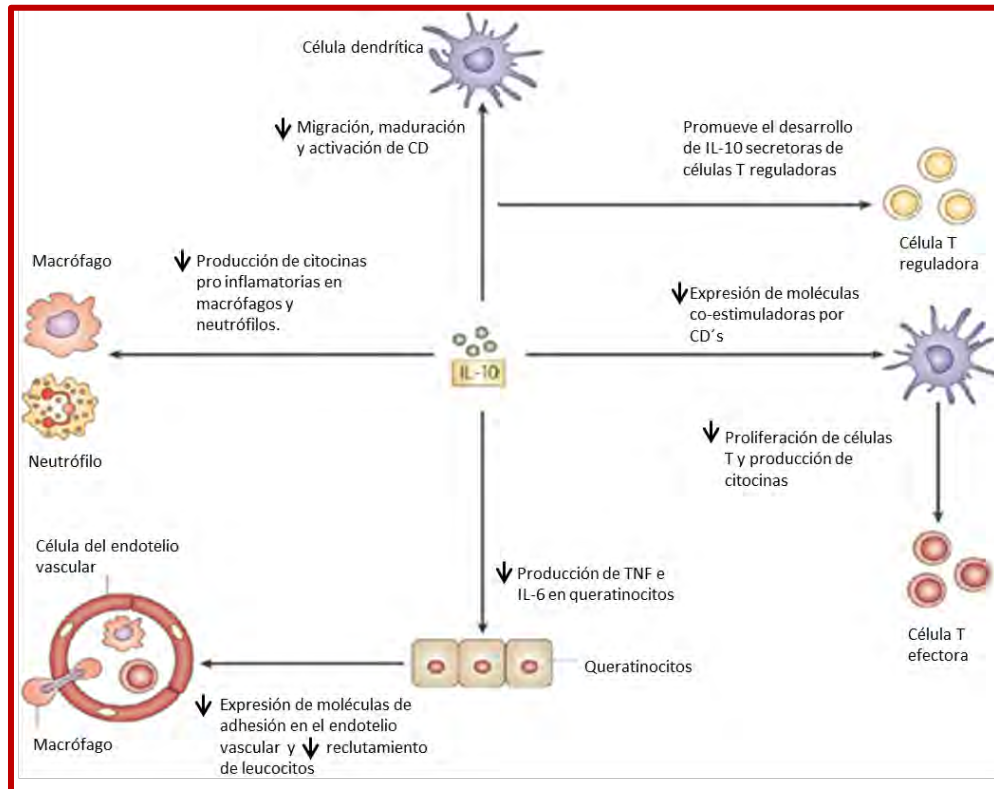 Célula dendrítica
↓ Migración, maduración
y activación de CD
Promueve el desarrollo
de IL-10 secretoras de
células T reguladoras
Célula T
reguladora
Macrófago
↓ Producción de citocinas
pro inflamatorias en
macrófagos y
neutrófilos.
↓ Expresión de moléculas
co-estimuladoras por
CD´s
IL-10
Neutrófilo
↓ Proliferación de células
T y producción de
citocinas
Célula del endotelio
vascular
↓ Producción de TNF e
IL-6 en queratinocitos
Célula T
efectora
Queratinocitos
↓ Expresión de moléculas de
adhesión en el endotelio
vascular y ↓ reclutamiento
de leucocitos
Macrófago